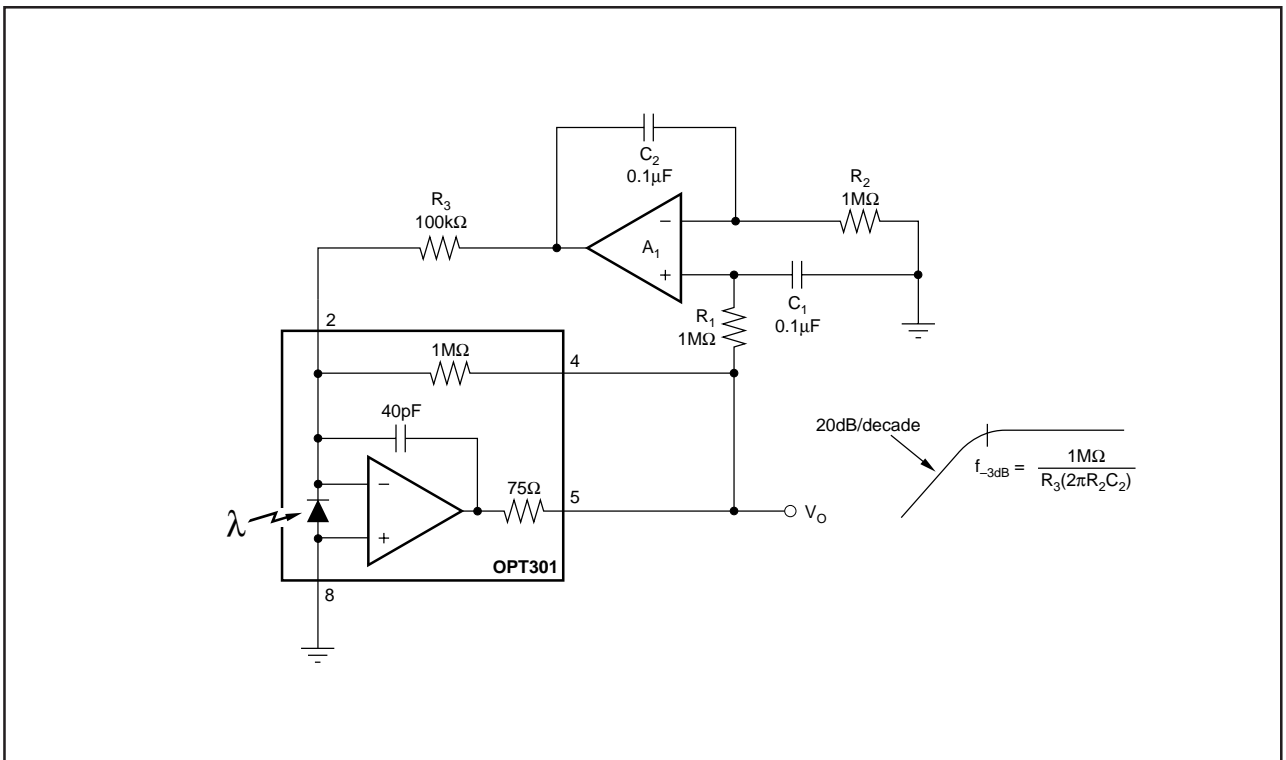 C2
0.1μF
R2
1MΩ
R3
100kΩ
−
A1
+
C1
0.1μF
R1
1MΩ
2
1MΩ
4
40pF
20dB/decade
f–3dB = 1MΩ / R3(2πR2C2)
75Ω
5
−
VO
λ
+
OPT301
8